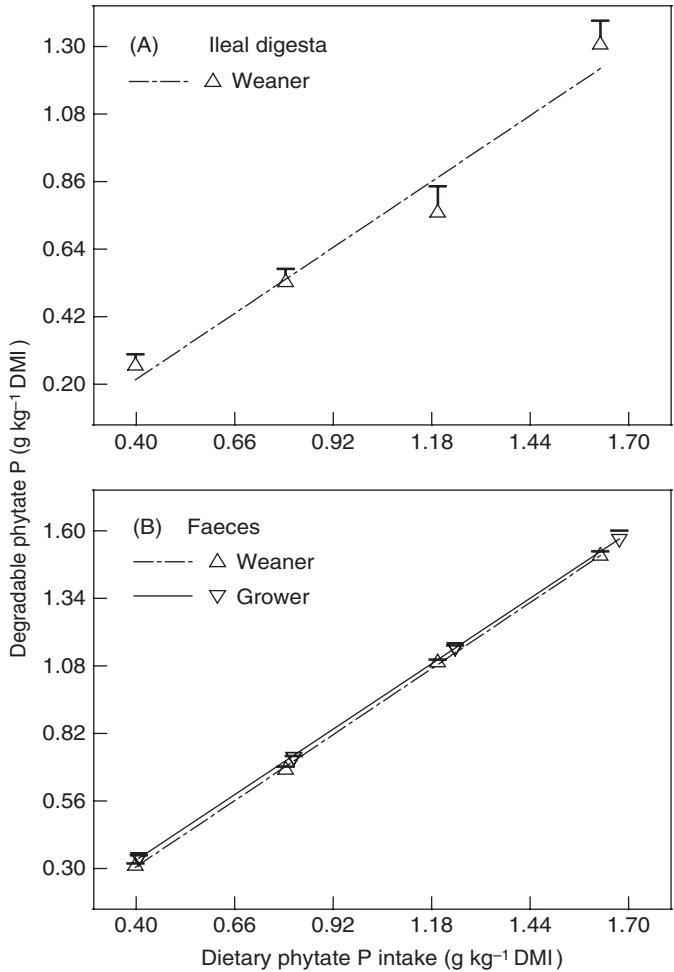 (A) Ileal digesta
Weaner
1.30
1.08
0.86
0.64
0.42
0.20
0.40 0.66 0.92 1.18 1.44 1.70
Degradable phytate P (g kg⁻¹ DMI)
(B) Faeces
Weaner
Grower
1.60
1.34
1.08
0.82
0.56
0.30
0.40 0.66 0.92 1.18 1.44 1.70
Dietary phytate P intake (g kg⁻¹ DMI)